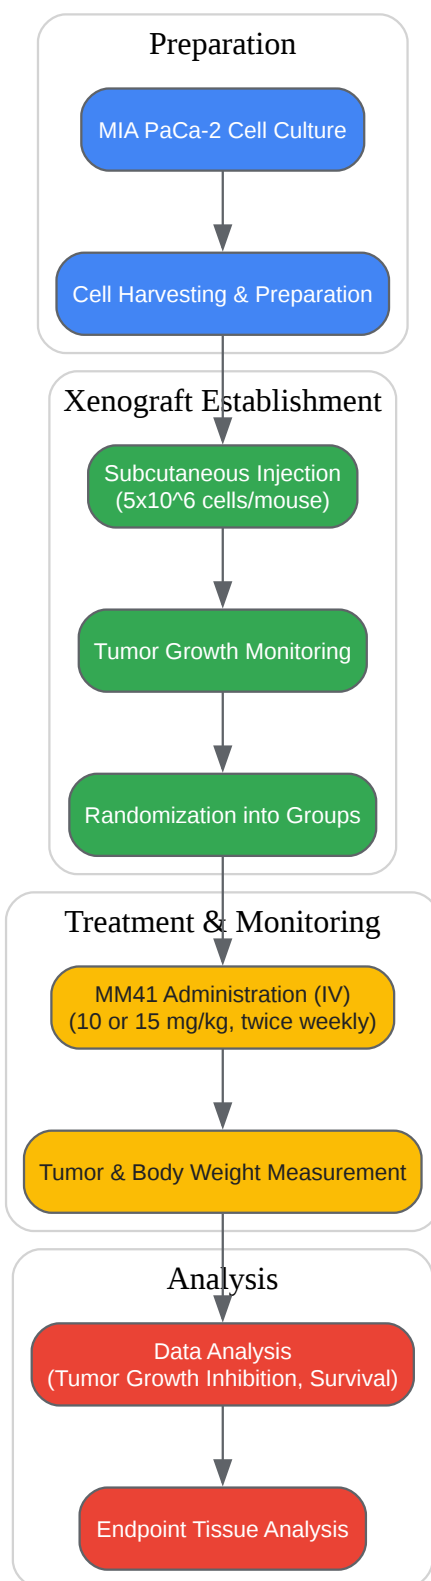 Preparation
MIA PaCa-2 Cell Culture
Cell Harvesting & Preparation
Xenograft Establishment
Subcutaneous Injection
(5x10^6 cells/mouse)
Tumor Growth Monitoring
Randomization into Groups
Treatment & Monitoring
MM41 Administration (IV)
(10 or 15 mg/kg, twice weekly)
Tumor & Body Weight Measurement
Analysis
Data Analysis
(Tumor Growth Inhibition, Survival)
Endpoint Tissue Analysis